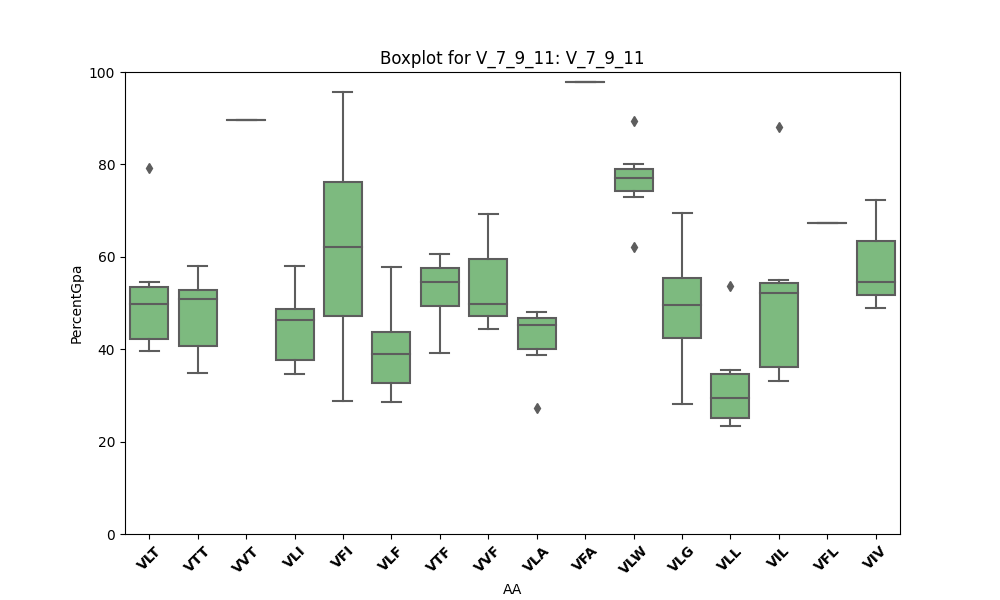 Boxplot for V_7_9_11: V_7_9_11
100
80
60
40
20
0
PercentGpa
VLT VTT VVT VLI VFI VLF VTF VVF VLA VFA VLW VLG VLL VIL VFL VIV
AA